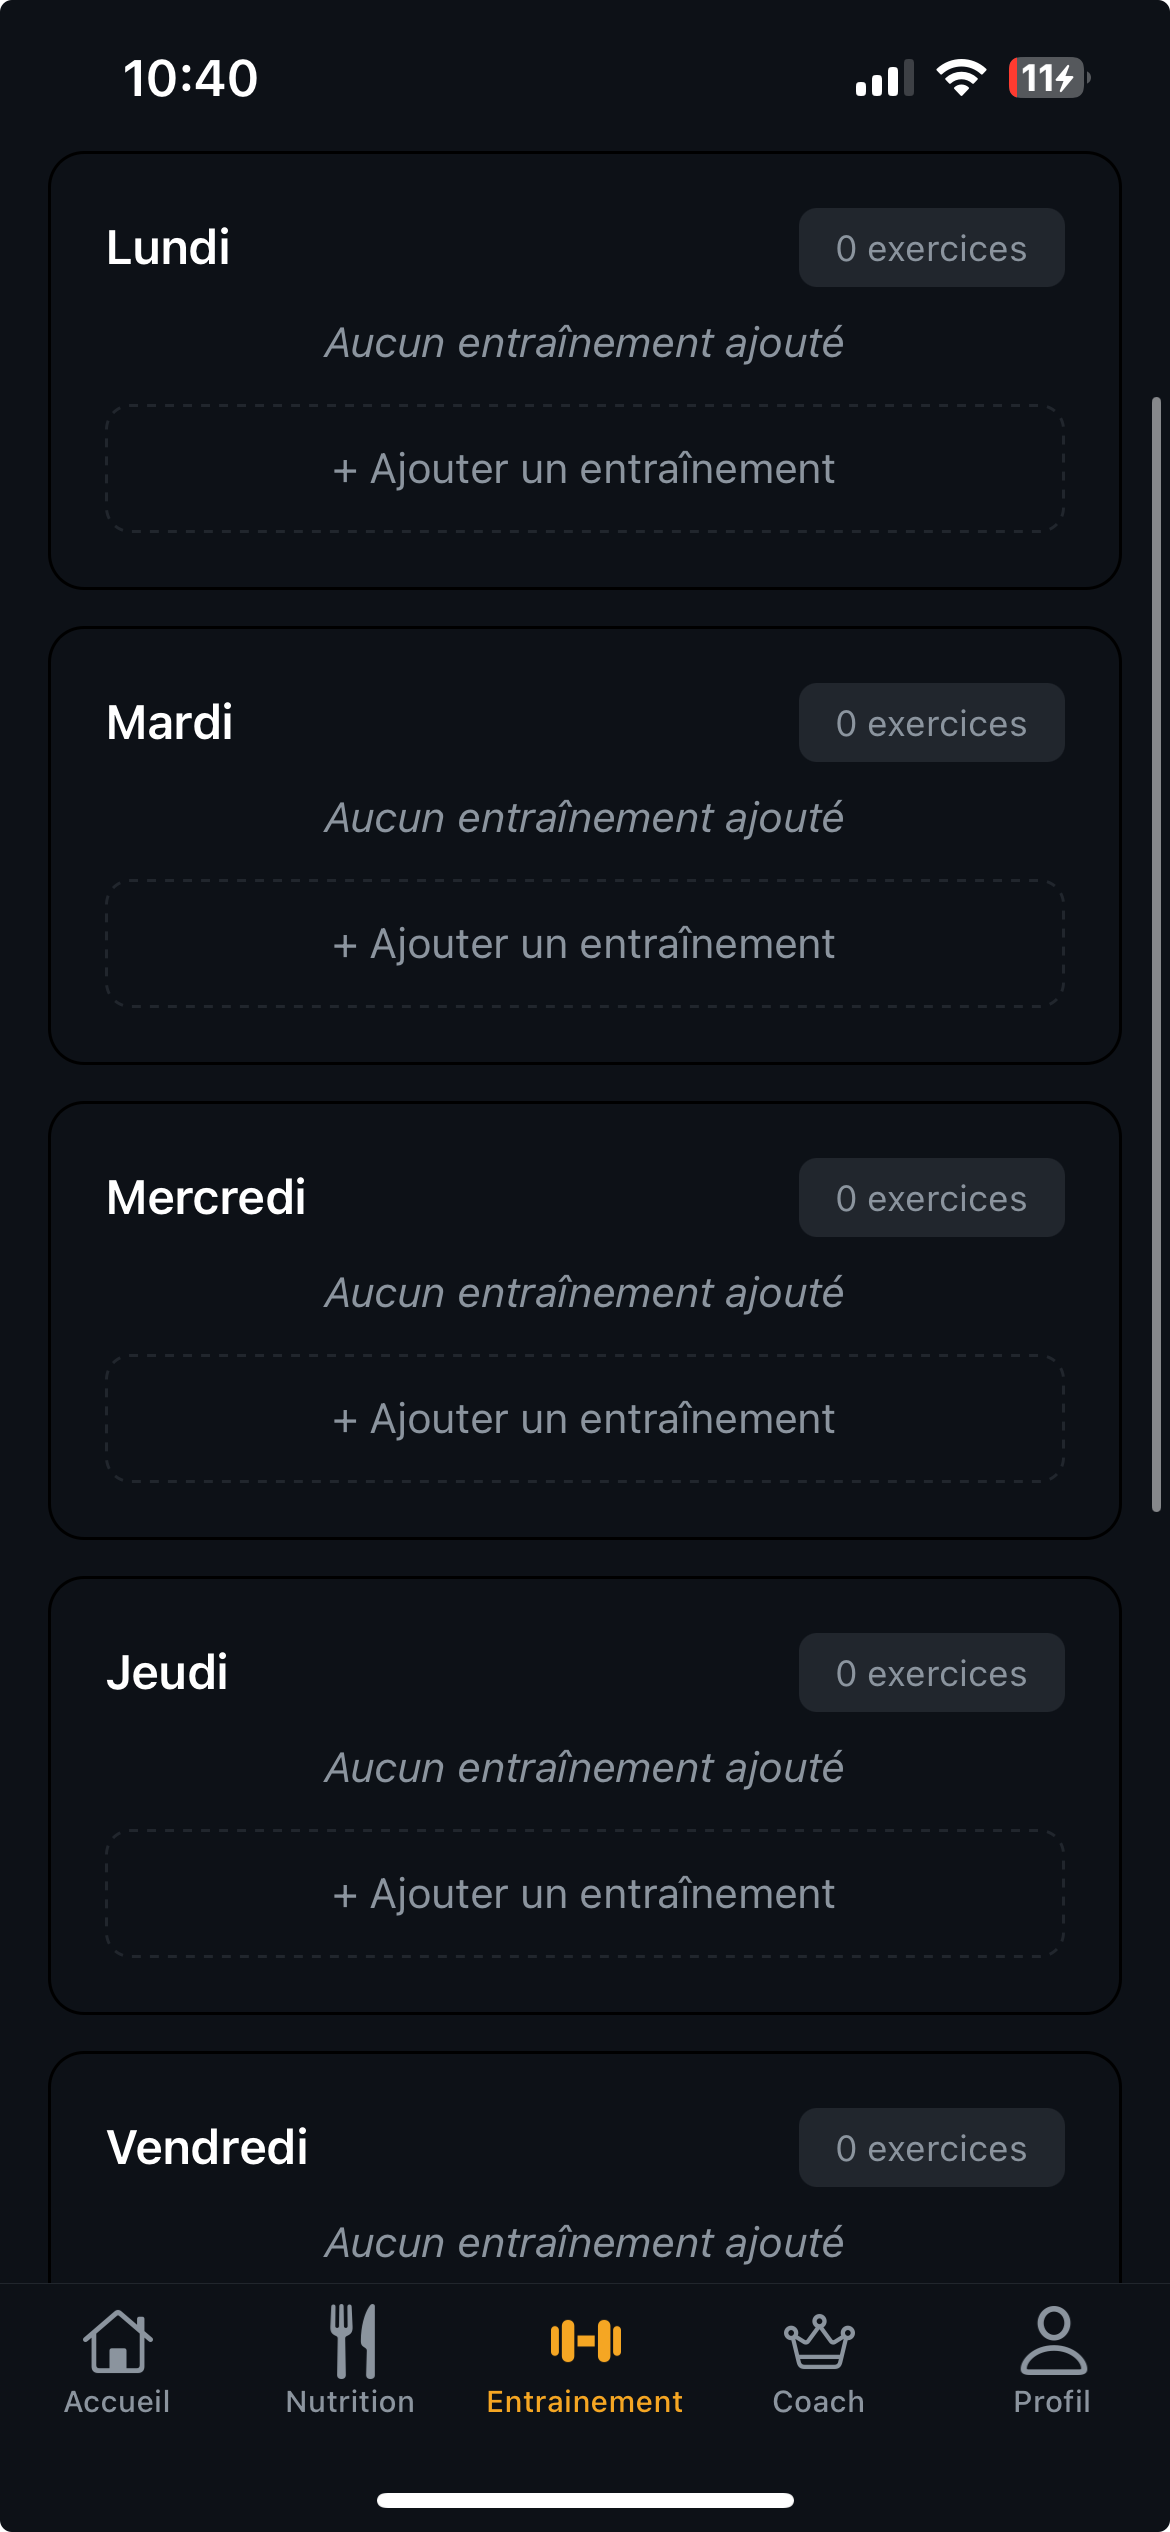 10:40
11
Lundi
0 exercices
Aucun entraînement ajouté
+ Ajouter un entraînement
Mardi
0 exercices
Aucun entraînement ajouté
+ Ajouter un entraînement
Mercredi
0 exercices
Aucun entraînement ajouté
+ Ajouter un entraînement
Jeudi
0 exercices
Aucun entraînement ajouté
+ Ajouter un entraînement
Vendredi
0 exercices
Aucun entraînement ajouté
Accueil
Nutrition
Entrainement
Coach
Profil